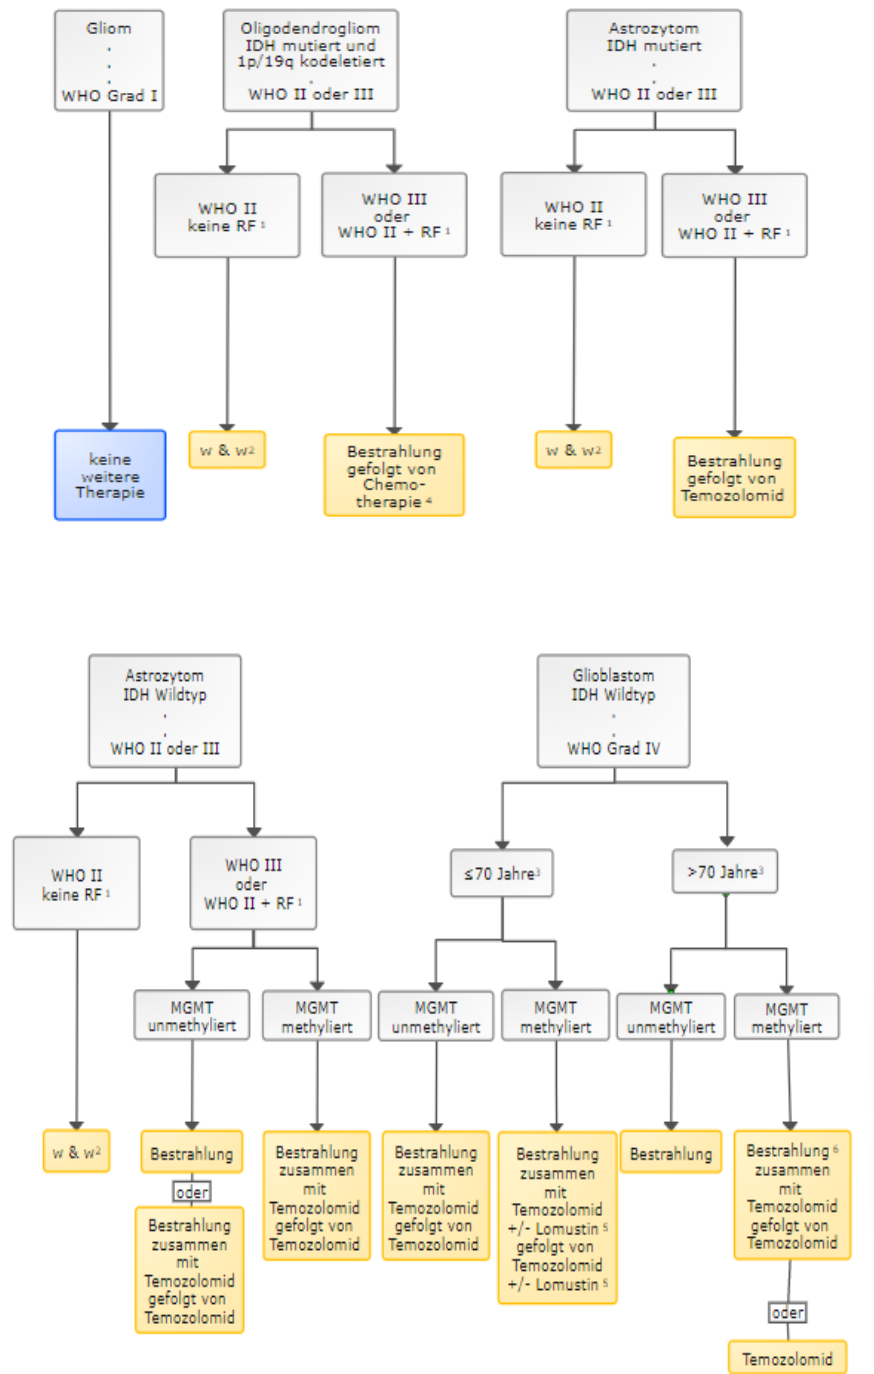 Gliom
.
.
.
WHO Grad I
Oligodendrogliom
IDH mutiert und
1p/19q kodeletiert
.
WHO II oder III
Astrozytom
IDH mutiert
.
.
WHO II oder III
WHO II
keine RF ¹
WHO III
oder
WHO II + RF ¹
WHO II
keine RF ¹
WHO III
oder
WHO II + RF ¹
keine
weitere
Therapie
w & w²
Bestrahlung
gefolgt von
Chemo-
therapie ⁴
w & w²
Bestrahlung
gefolgt von
Temozolomid
Astrozytom
IDH Wildtyp
.
.
WHO II oder III
Glioblastom
IDH Wildtyp
.
.
WHO Grad IV
WHO II
keine RF ¹
WHO III
oder
WHO II + RF ¹
≤70 Jahre³
>70 Jahre³
MGMT
unmethyliert
MGMT
methyliert
MGMT
unmethyliert
MGMT
methyliert
MGMT
unmethyliert
MGMT
methyliert
w & w²
Bestrahlung
oder
Bestrahlung
zusammen
mit
Temozolomid
gefolgt von
Temozolomid
Bestrahlung
zusammen
mit
Temozolomid
gefolgt von
Temozolomid
Bestrahlung
zusammen
mit
Temozolomid
gefolgt von
Temozolomid
Bestrahlung
zusammen
mit
Temozolomid
+/- Lomustin ⁵
gefolgt von
Temozolomid
+/- Lomustin ⁵
Bestrahlung
Bestrahlung ⁶
zusammen
mit
Temozolomid
gefolgt von
Temozolomid
oder
Temozolomid